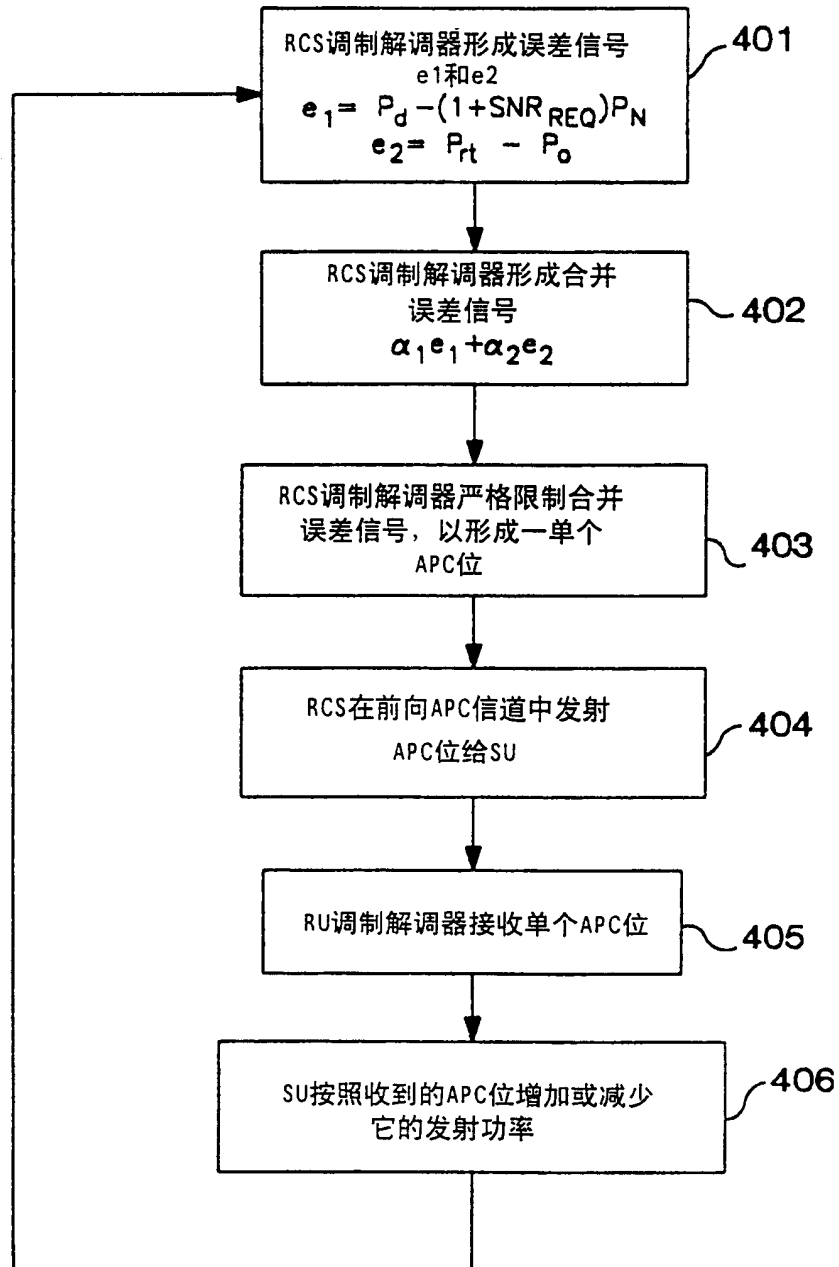 RCS调制解调器形成误差信号
e1和e2
e₁= P_d -(1+SNR_REQ)P_N
e₂= P_rt - P_o
401
RCS调制解调器形成合并
误差信号
α₁e₁+α₂e₂
402
RCS调制解调器严格限制合并
误差信号，以形成一单个
APC位
403
RCS在前向APC信道中发射
APC位给SU
404
RU调制解调器接收单个APC位
405
SU按照收到的APC位增加或减少
它的发射功率
406